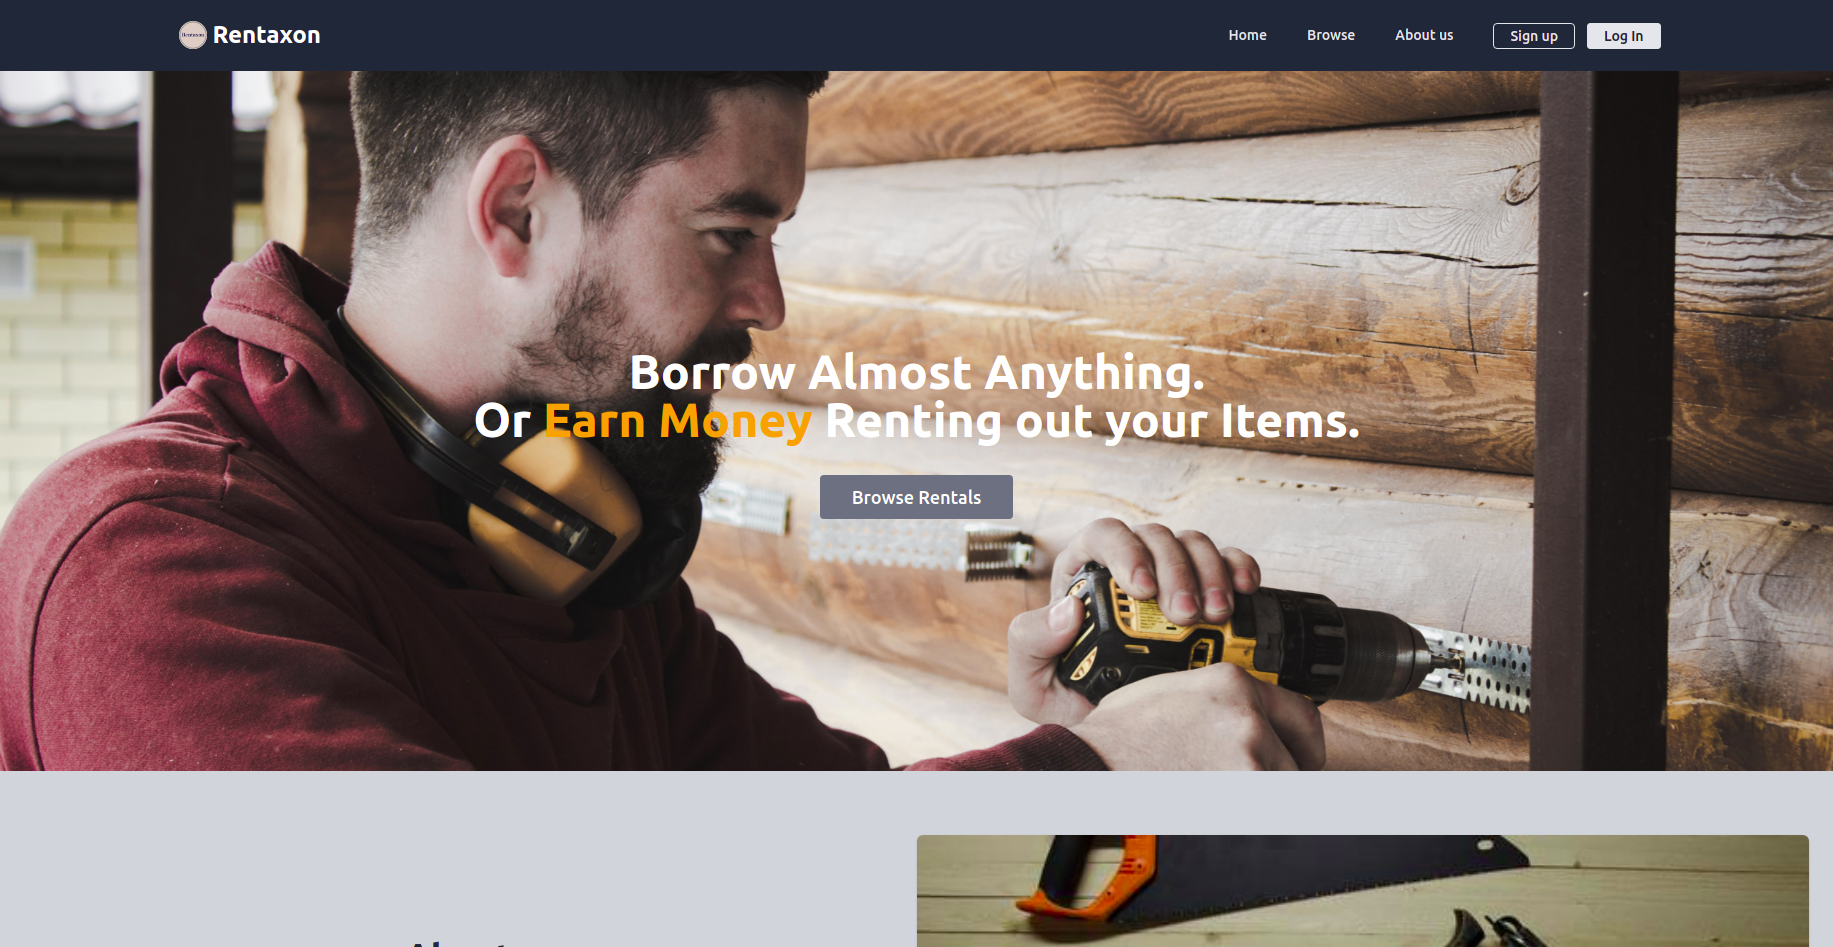 Rentaxon
Rentaxon
Home
Browse
About us
Sign up
Log In
Borrow Almost Anything.
Or Earn Money Renting out your Items.
Browse Rentals